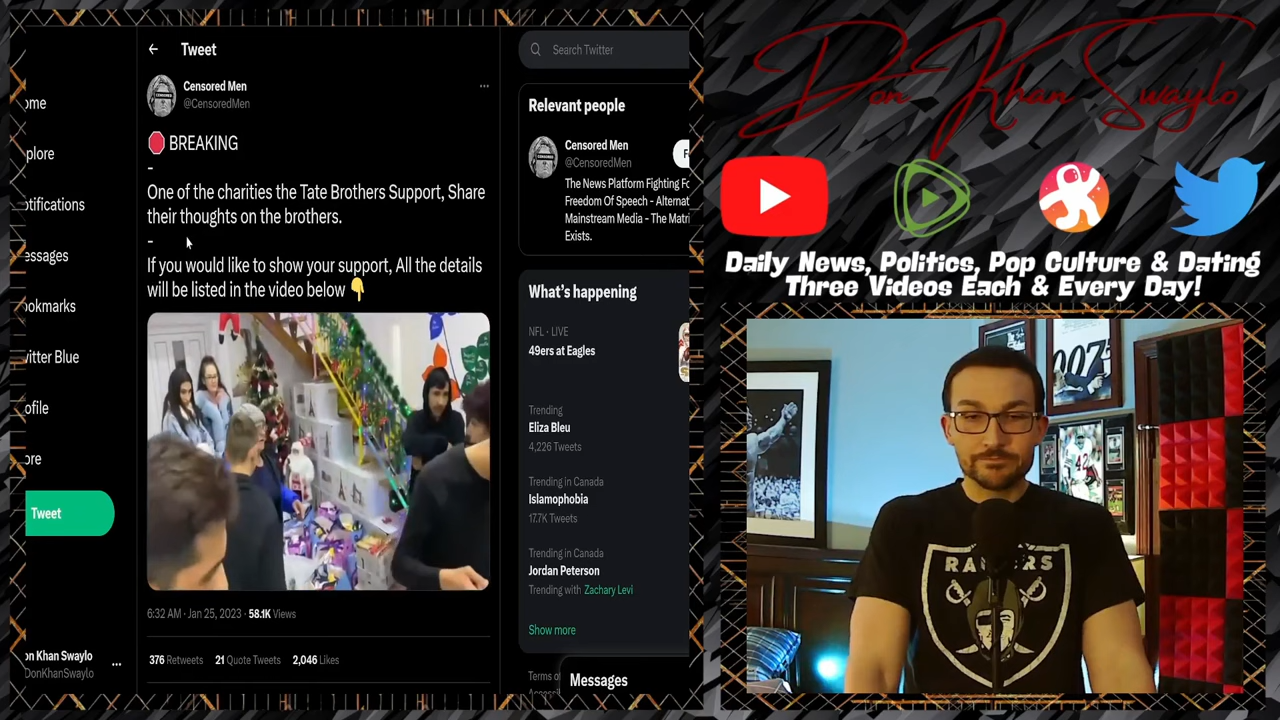 ome
plore
otifications
essages
ookmarks
vitter Blue
ofile
ore
Tweet
on Khan Swaylo
DonKhanSwaylo
Tweet
Censored Men
@CensoredMen
BREAKING
-
One of the charities the Tate Brothers Support, Share
their thoughts on the brothers.
-
If you would like to show your support, All the details
will be listed in the video below
6:32 AM · Jan 25, 2023 · 58.1K Views
376 Retweets 21 Quote Tweets 2,046 Likes
Search Twitter
Relevant people
Censored Men
@CensoredMen
F
The News Platform Fighting Fo
Freedom Of Speech - Alternat
Mainstream Media - The Matri
Exists.
What's happening
NFL · LIVE
49ers at Eagles
Trending
Eliza Bleu
4,226 Tweets
Trending in Canada
Islamophobia
17.7K Tweets
Trending in Canada
Jordan Peterson
Trending with Zachary Levi
Show more
Terms of
Messages
Don Khan Swaylo
Daily News, Politics, Pop Culture & Dating
Three Videos Each & Every Day!
007
42
RAIDERS